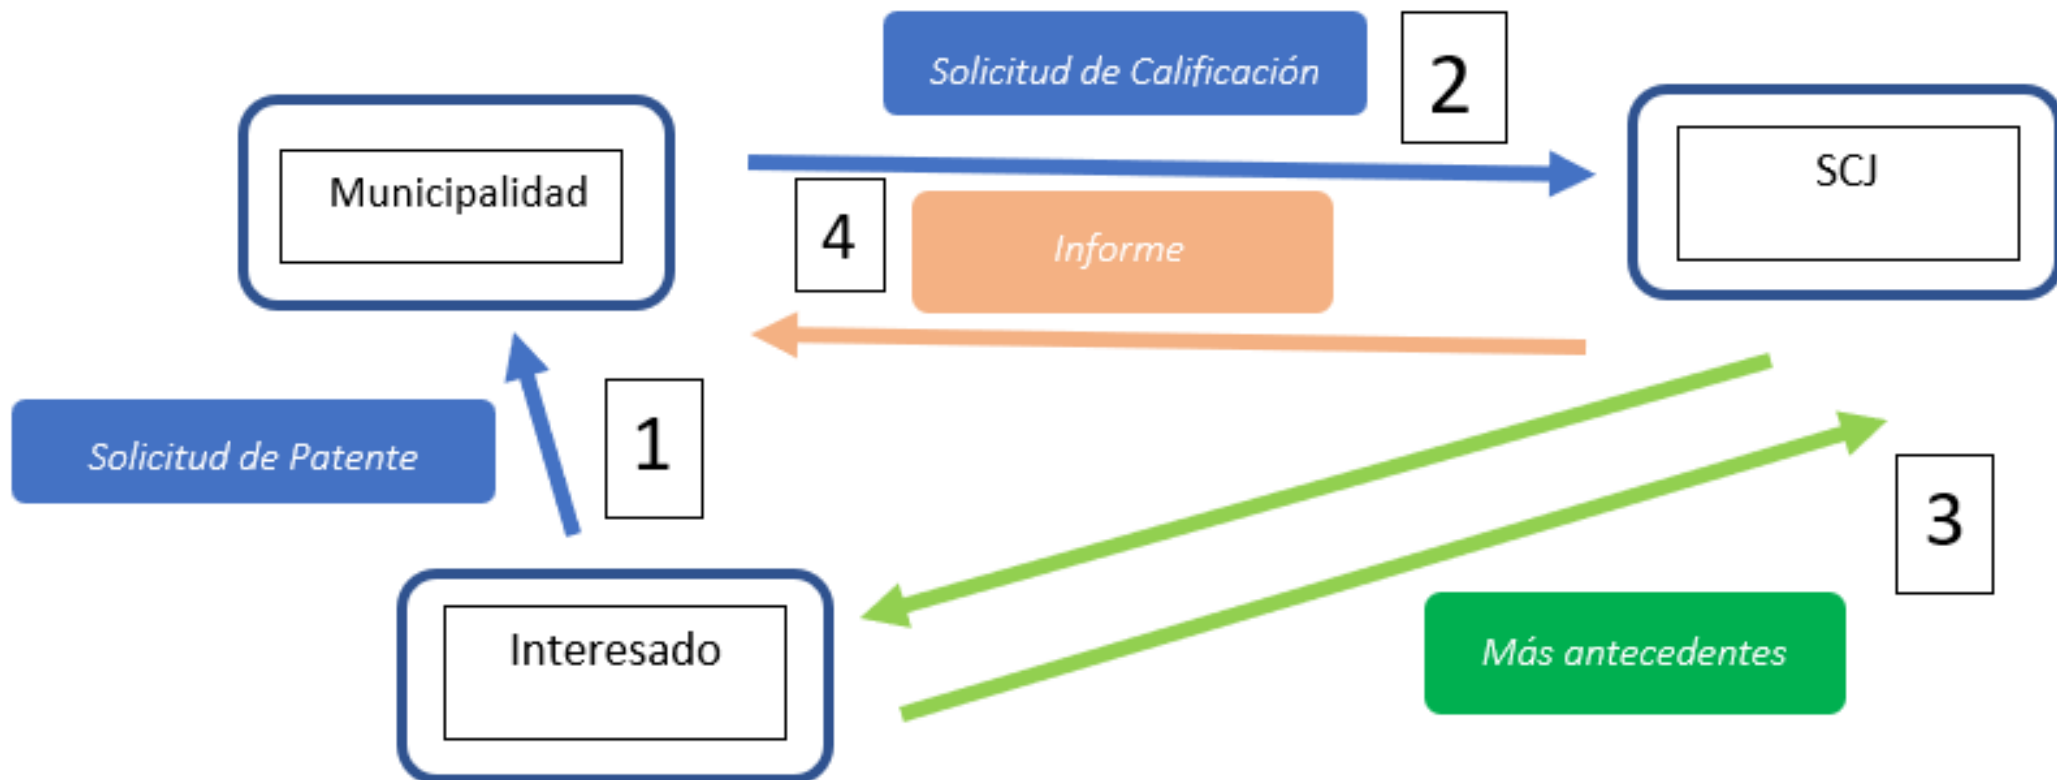 Solicitud de Calificación
2
Municipalidad
SCJ
4
Informe
1
Solicitud de Patente
3
Interesado
Más antecedentes